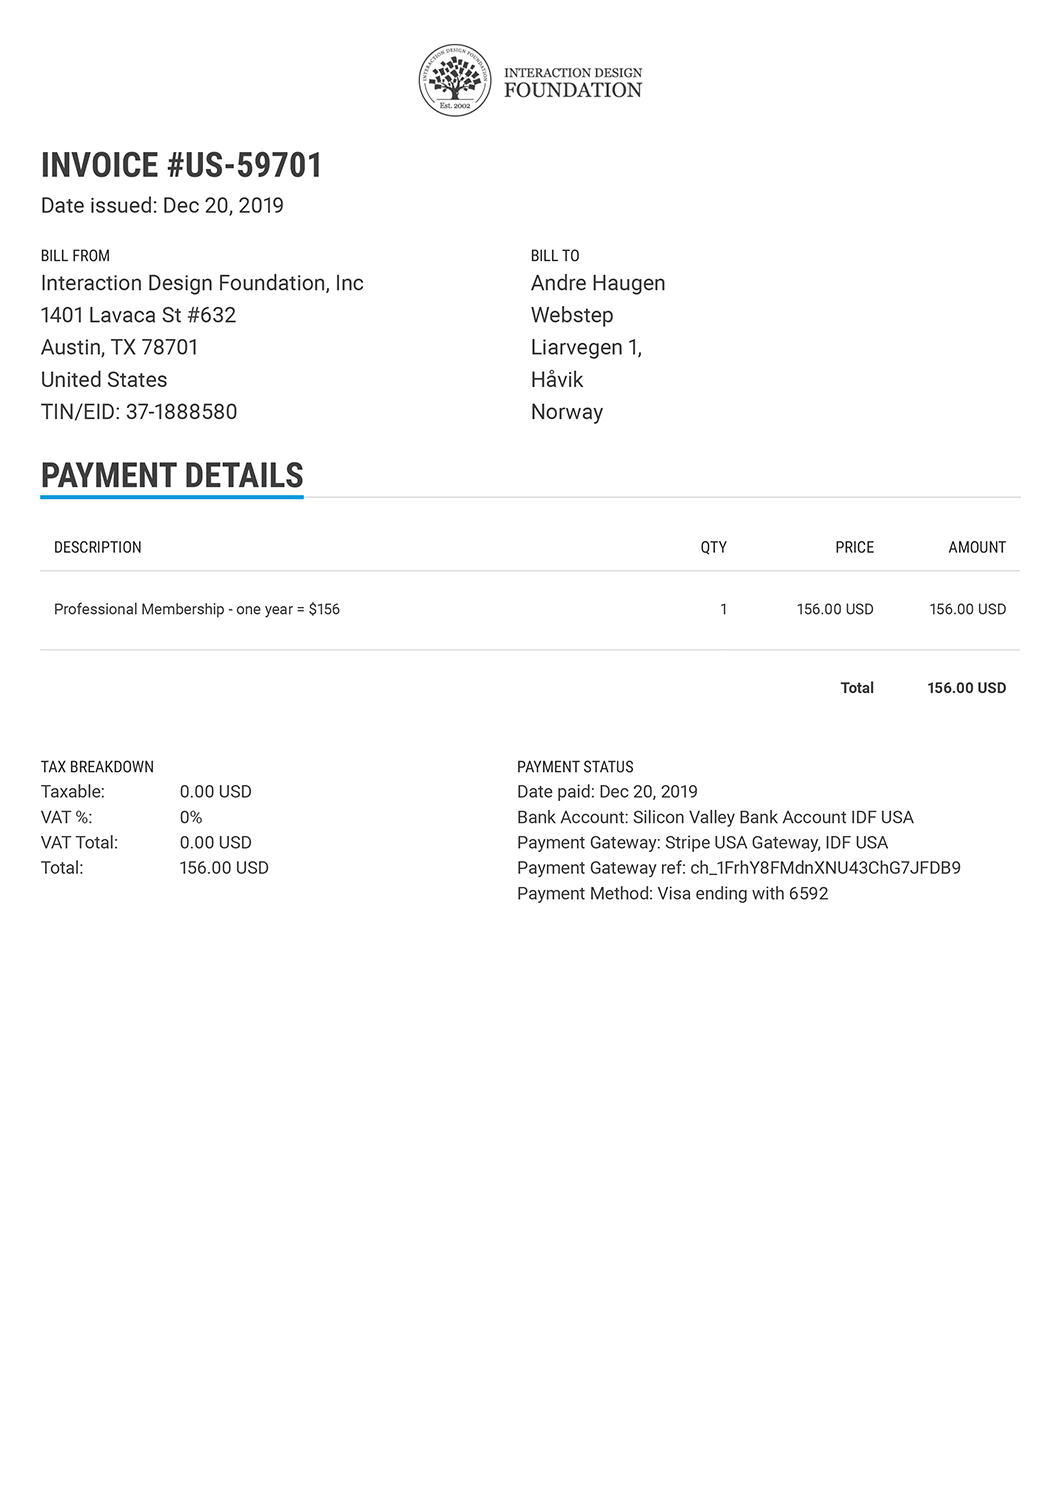 INTERACTION DESIGN FOUNDATION
Est. 2002
INTERACTION DESIGN
FOUNDATION
INVOICE #US-59701
Date issued: Dec 20, 2019
BILL FROM
Interaction Design Foundation, Inc
1401 Lavaca St #632
Austin, TX 78701
United States
TIN/EID: 37-1888580
BILL TO
Andre Haugen
Webstep
Liarvegen 1,
Håvik
Norway
PAYMENT DETAILS
DESCRIPTION QTY PRICE AMOUNT
Professional Membership - one year = $156 1 156.00 USD 156.00 USD
Total 156.00 USD
TAX BREAKDOWN
Taxable: 0.00 USD
VAT %: 0%
VAT Total: 0.00 USD
Total: 156.00 USD
PAYMENT STATUS
Date paid: Dec 20, 2019
Bank Account: Silicon Valley Bank Account IDF USA
Payment Gateway: Stripe USA Gateway, IDF USA
Payment Gateway ref: ch_1FrhY8FMdnXNU43ChG7JFDB9
Payment Method: Visa ending with 6592